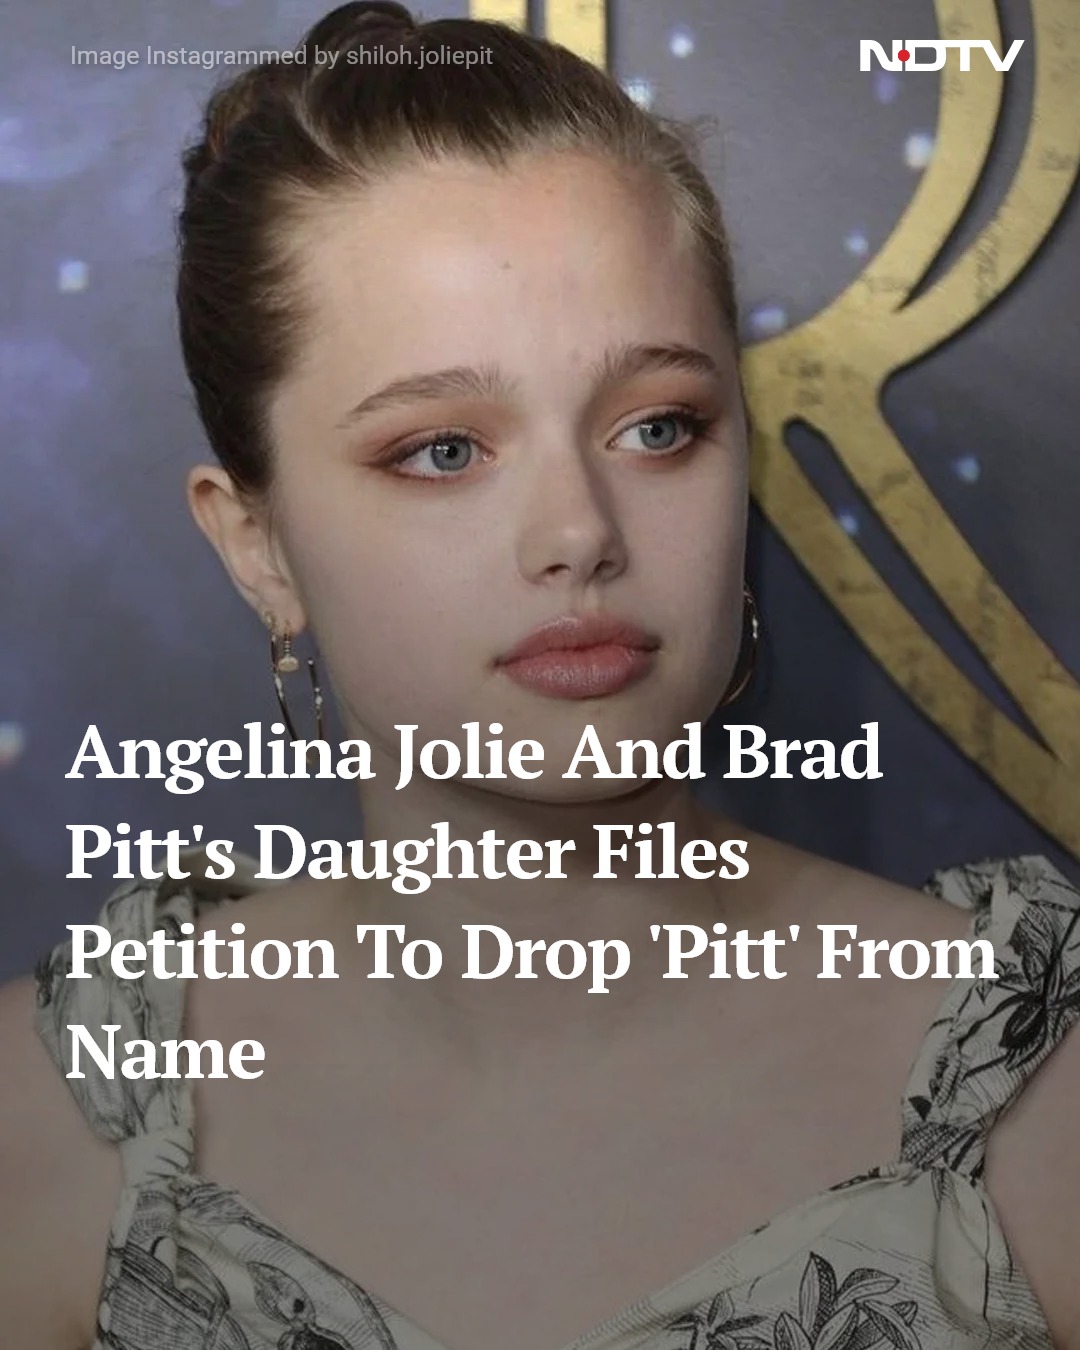 Image Instagrammed by shiloh.joliepit
NDTV
Angelina Jolie And Brad
Pitt's Daughter Files
Petition To Drop 'Pitt' From
Name